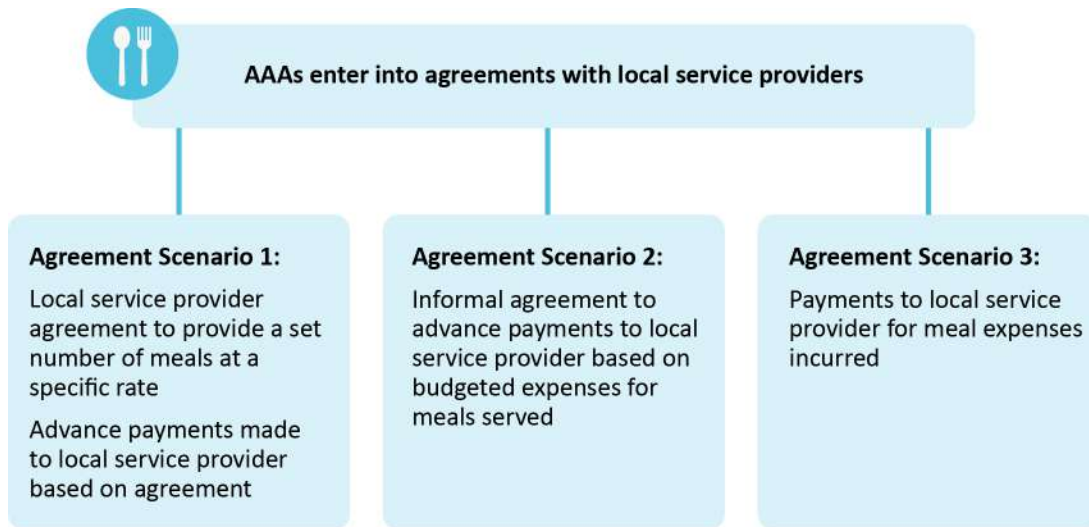 AAAs enter into agreements with local service providers
Agreement Scenario 1:
Local service provider
agreement to provide a set
number of meals at a
specific rate
Advance payments made
to local service provider
based on agreement
Agreement Scenario 2:
Informal agreement to
advance payments to local
service provider based on
budgeted expenses for
meals served
Agreement Scenario 3:
Payments to local service
provider for meal expenses
incurred